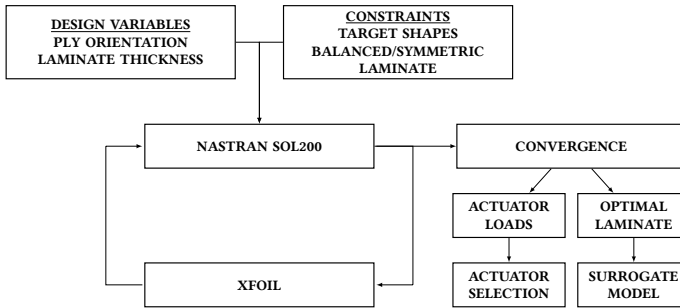 DESIGN VARIABLES
PLY ORIENTATION
LAMINATE THICKNESS
CONSTRAINTS
TARGET SHAPES
BALANCED/SYMMETRIC
LAMINATE
NASTRAN SOL200
CONVERGENCE
ACTUATOR
LOADS
OPTIMAL
LAMINATE
XFOIL
ACTUATOR
SELECTION
SURROGATE
MODEL